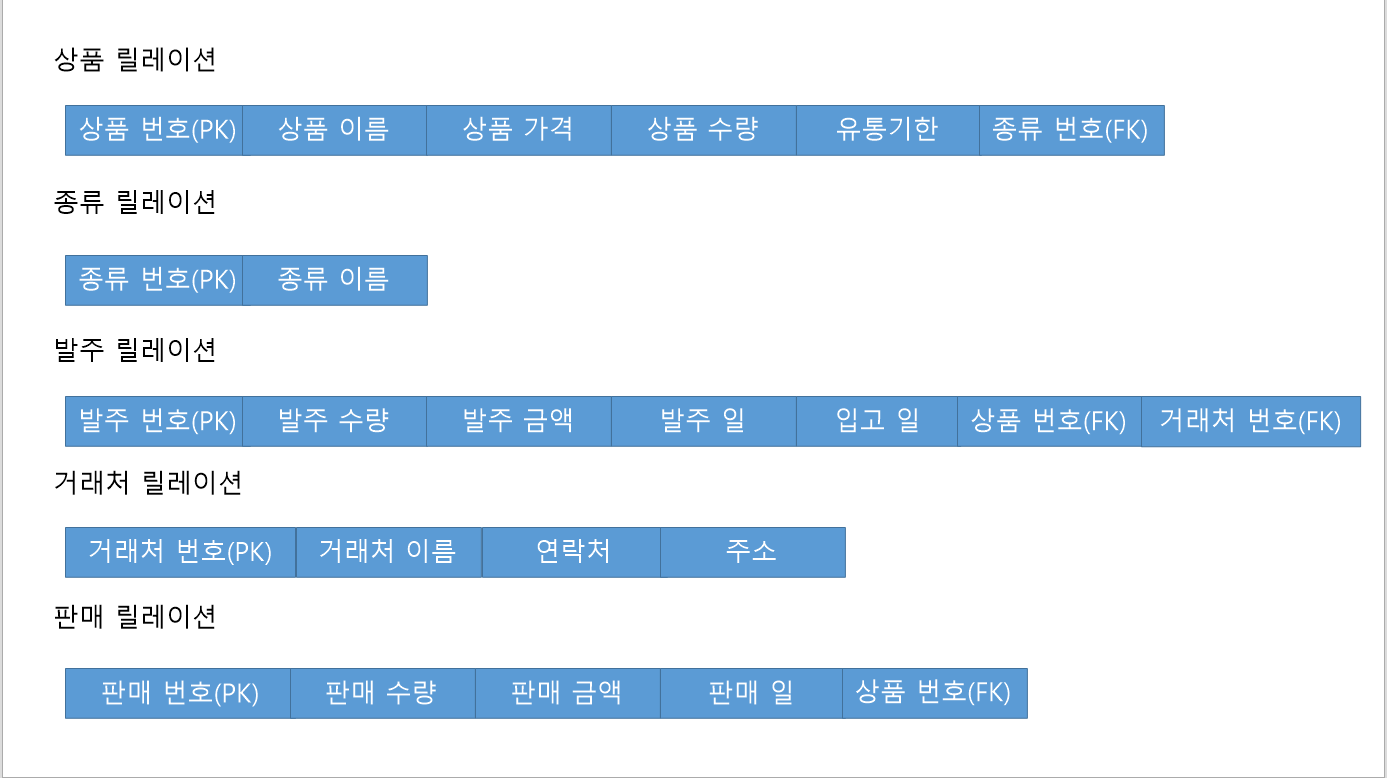 상품 릴레이션
상품 번호(PK) 상품 이름 상품 가격 상품 수량 유통기한 종류 번호(FK)
종류 릴레이션
종류 번호(PK) 종류 이름
발주 릴레이션
발주 번호(PK) 발주 수량 발주 금액 발주 일 입고 일 상품 번호(FK) 거래처 번호(FK)
거래처 릴레이션
거래처 번호(PK) 거래처 이름 연락처 주소
판매 릴레이션
판매 번호(PK) 판매 수량 판매 금액 판매 일 상품 번호(FK)